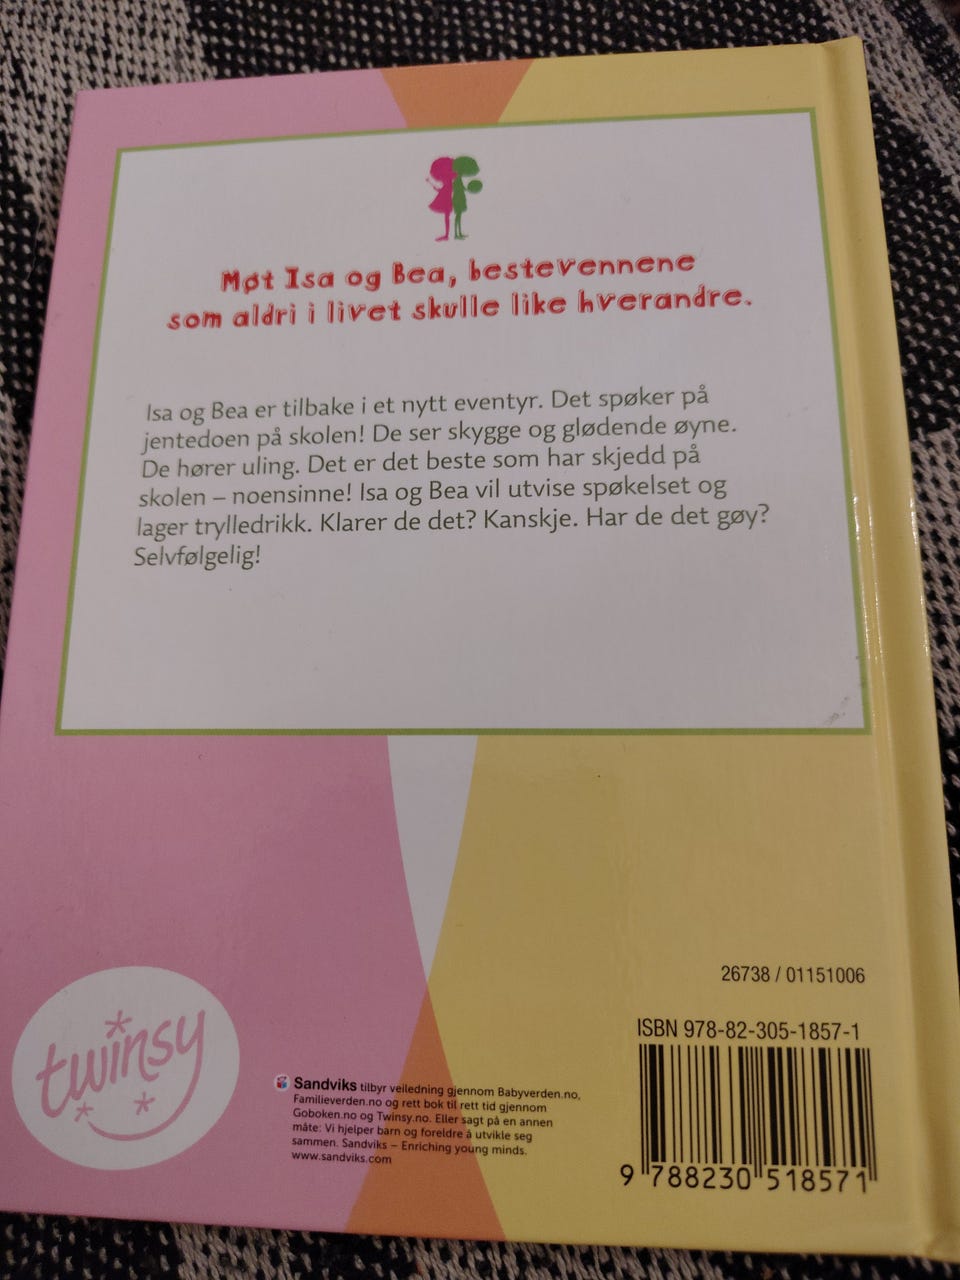 Møt Isa og Bea, bestevennene
som aldri i livet skulle like hverandre.
Isa og Bea er tilbake i et nytt eventyr. Det spøker på
jentedoen på skolen! De ser skygge og glødende øyne.
De hører uling. Det er det beste som har skjedd på
skolen – noensinne! Isa og Bea vil utvise spøkelset og
lager trylledrikk. Klarer de det? Kanskje. Har de det gøy?
Selvfølgelig!
twinsy
Sandviks tilbyr veiledning gjennom Babyverden.no,
Familieverden.no og rett bok til rett tid gjennom
Goboken.no og Twinsy.no. Eller sagt på en annen
måte: Vi hjelper barn og foreldre å utvikle seg
sammen. Sandviks – Enriching young minds.
www.sandviks.com
26738 / 01151006
ISBN 978-82-305-1857-1
9 788230 518571